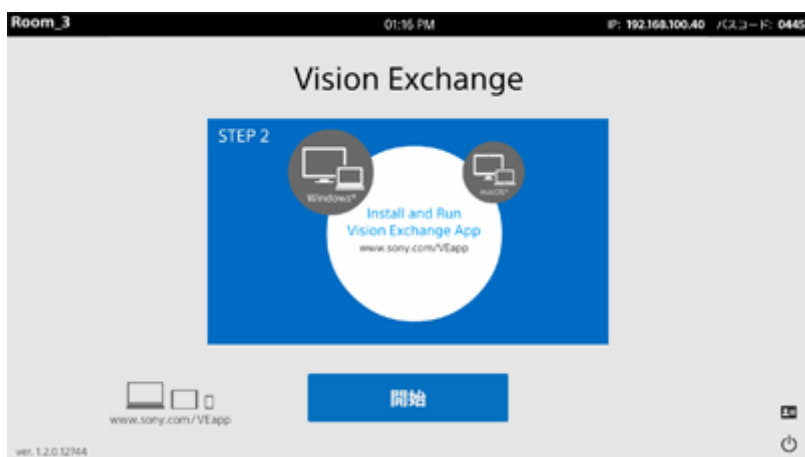 Room_3
01:16 PM
IP: 192.168.100.40 パスコード: 0445
Vision Exchange
STEP 2
Windows®
macOS®
Install and Run
Vision Exchange App
www.sony.com/VEapp
開始
www.sony.com/VEapp
ver. 1.2.0.12744